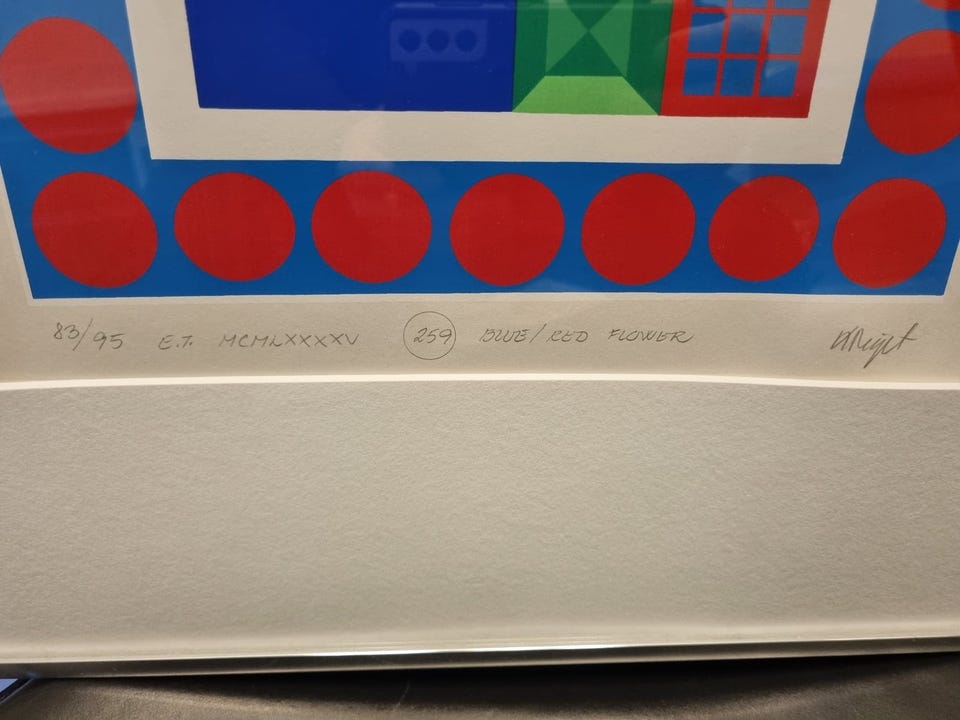 83/95 E.T. MCMLXXXXV 259 BLUE/RED FLOWER